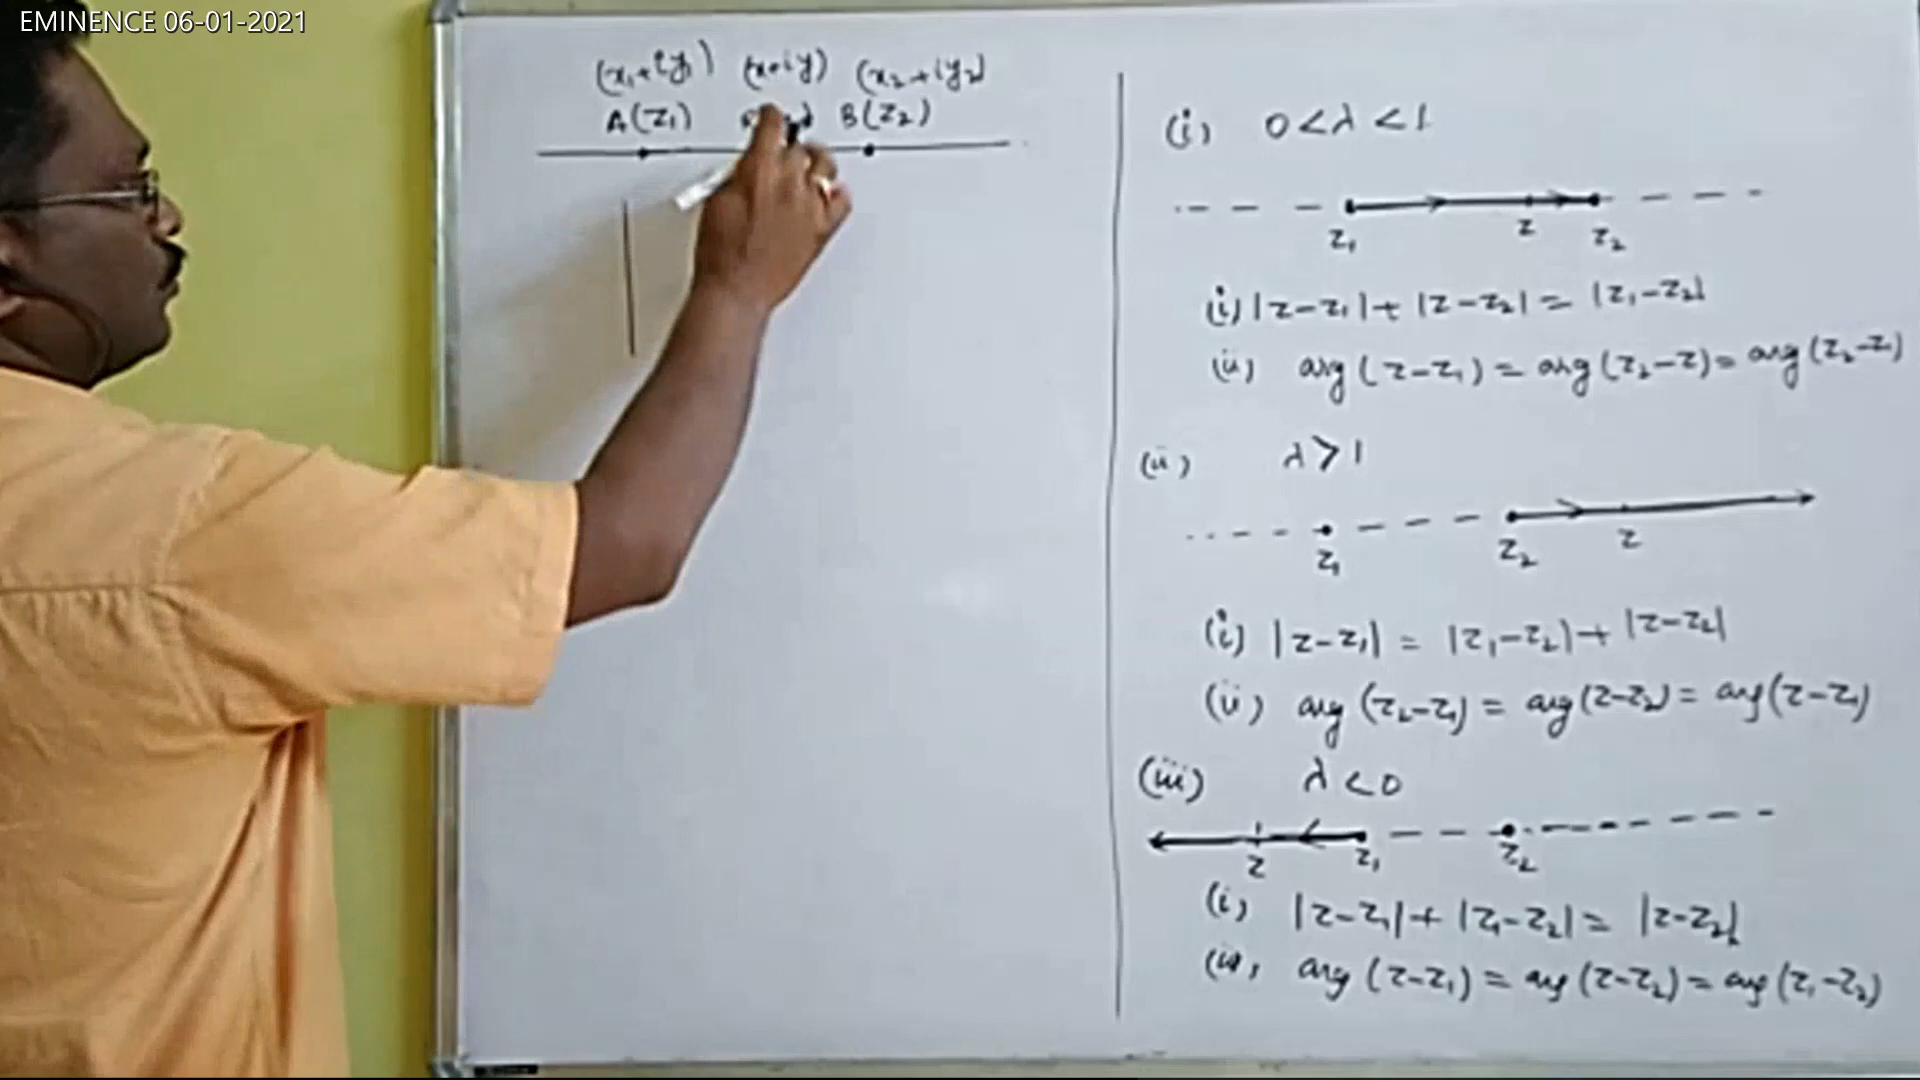 EMINENCE 06-01-2021
(x₁+iy₁) (x+iy) (x₂+iy₂)
A(z₁) B(z₂)
(i) 0<λ<1
z₁ z z₂
(i) |z-z₁|+|z-z₂|=|z₁-z₂|
(ii) arg(z-z₁)=arg(z₂-z)=arg(z₂-z₁)
(ii) λ>1
z₁ z₂ z
(i) |z-z₁| = |z₁-z₂|+|z-z₂|
(ii) arg(z₂-z₁)=arg(z-z₂)=arg(z-z₁)
(iii) λ<0
z z₁ z₂
(i) |z-z₁|+|z₁-z₂|=|z-z₂|
(ii) arg(z-z₁)=arg(z-z₂)=arg(z₁-z₂)